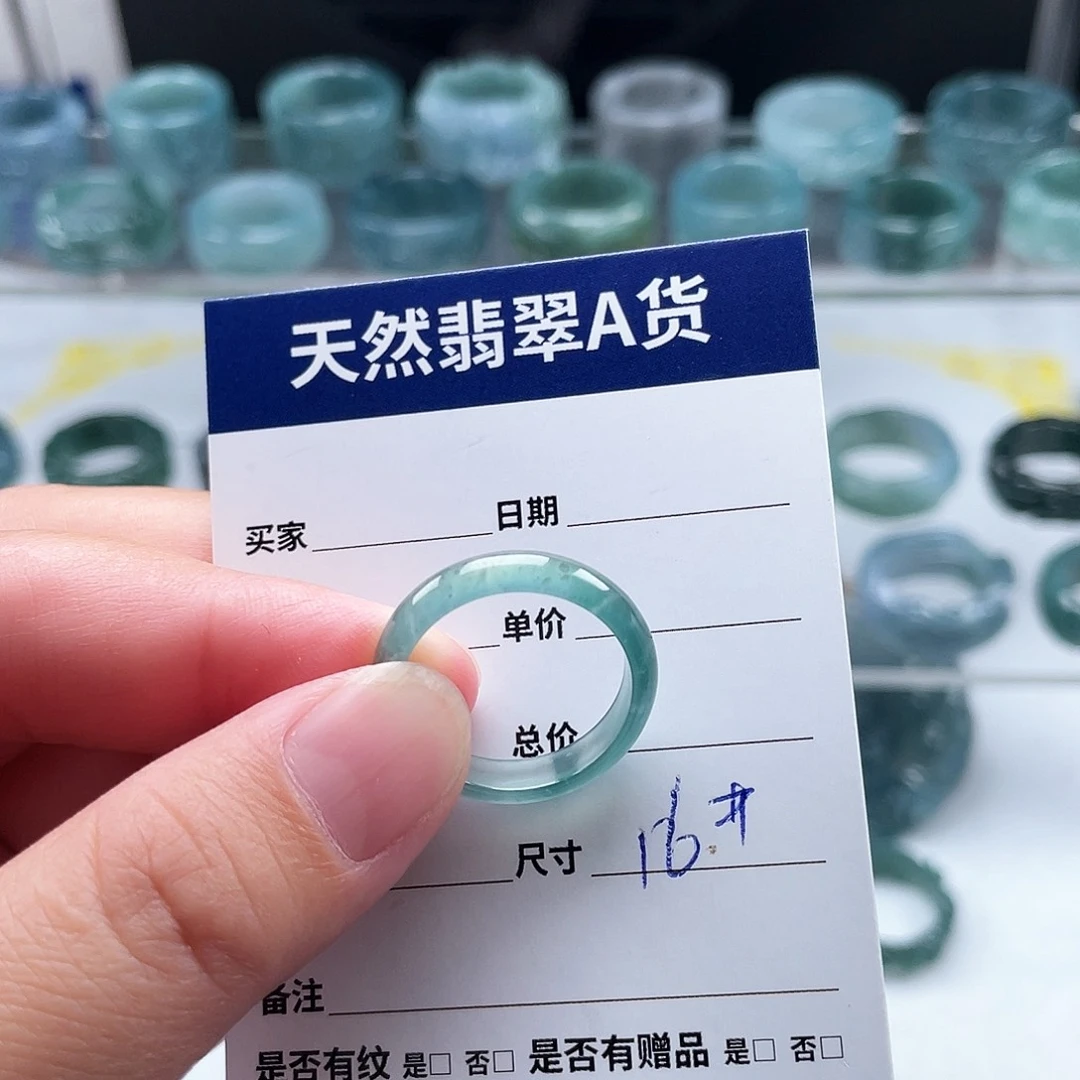 天然翡翠A货
买家 日期
单价
总价
尺寸 16#
备注
是否有纹 是□ 否□ 是否有赠品 是□ 否□